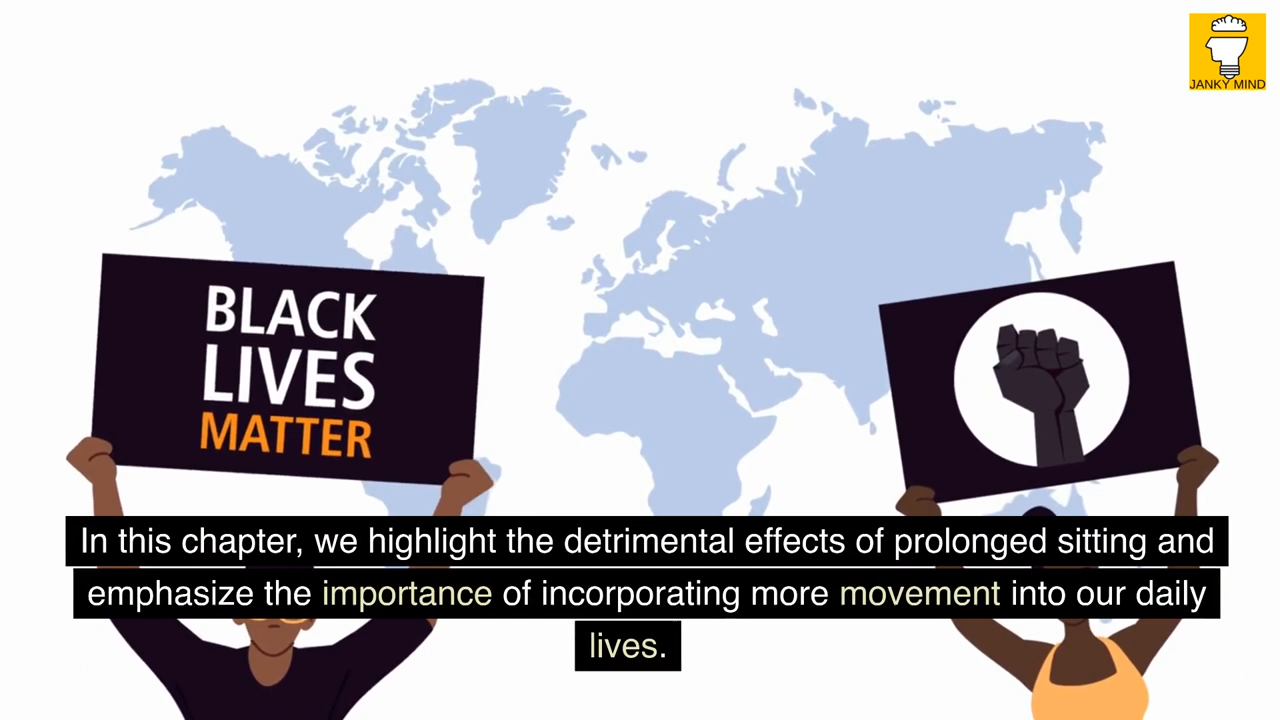 JANKY MIND
BLACK
LIVES
MATTER
In this chapter, we highlight the detrimental effects of prolonged sitting and
emphasize the importance of incorporating more movement into our daily
lives.